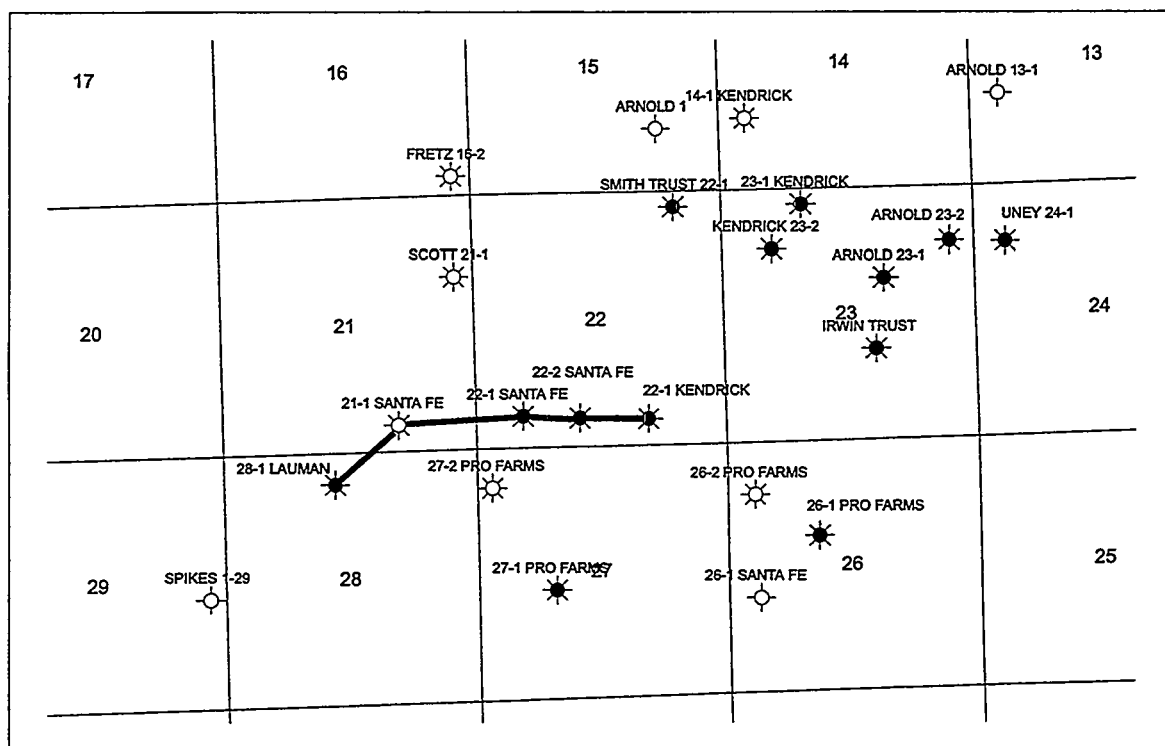 13
14
15
16
17
ARNOLD 13-1
14-1 KENDRICK
ARNOLD 1
FRETZ 16-2
SMITH TRUST 22-1
23-1 KENDRICK
ARNOLD 23-2
UNEY 24-1
KENDRICK 23-2
SCOTT 21-1
ARNOLD 23-1
20
21
22
23
24
IRWIN TRUST
22-2 SANTA FE
21-1 SANTA FE
22-1 SANTA FE
22-1 KENDRICK
28-1 LAUMAN
27-2 PRO FARMS
26-2 PRO FARMS
26-1 PRO FARMS
SPIKES 1-29
27-1 PRO FARMS
26-1 SANTA FE
29
28
27
26
25